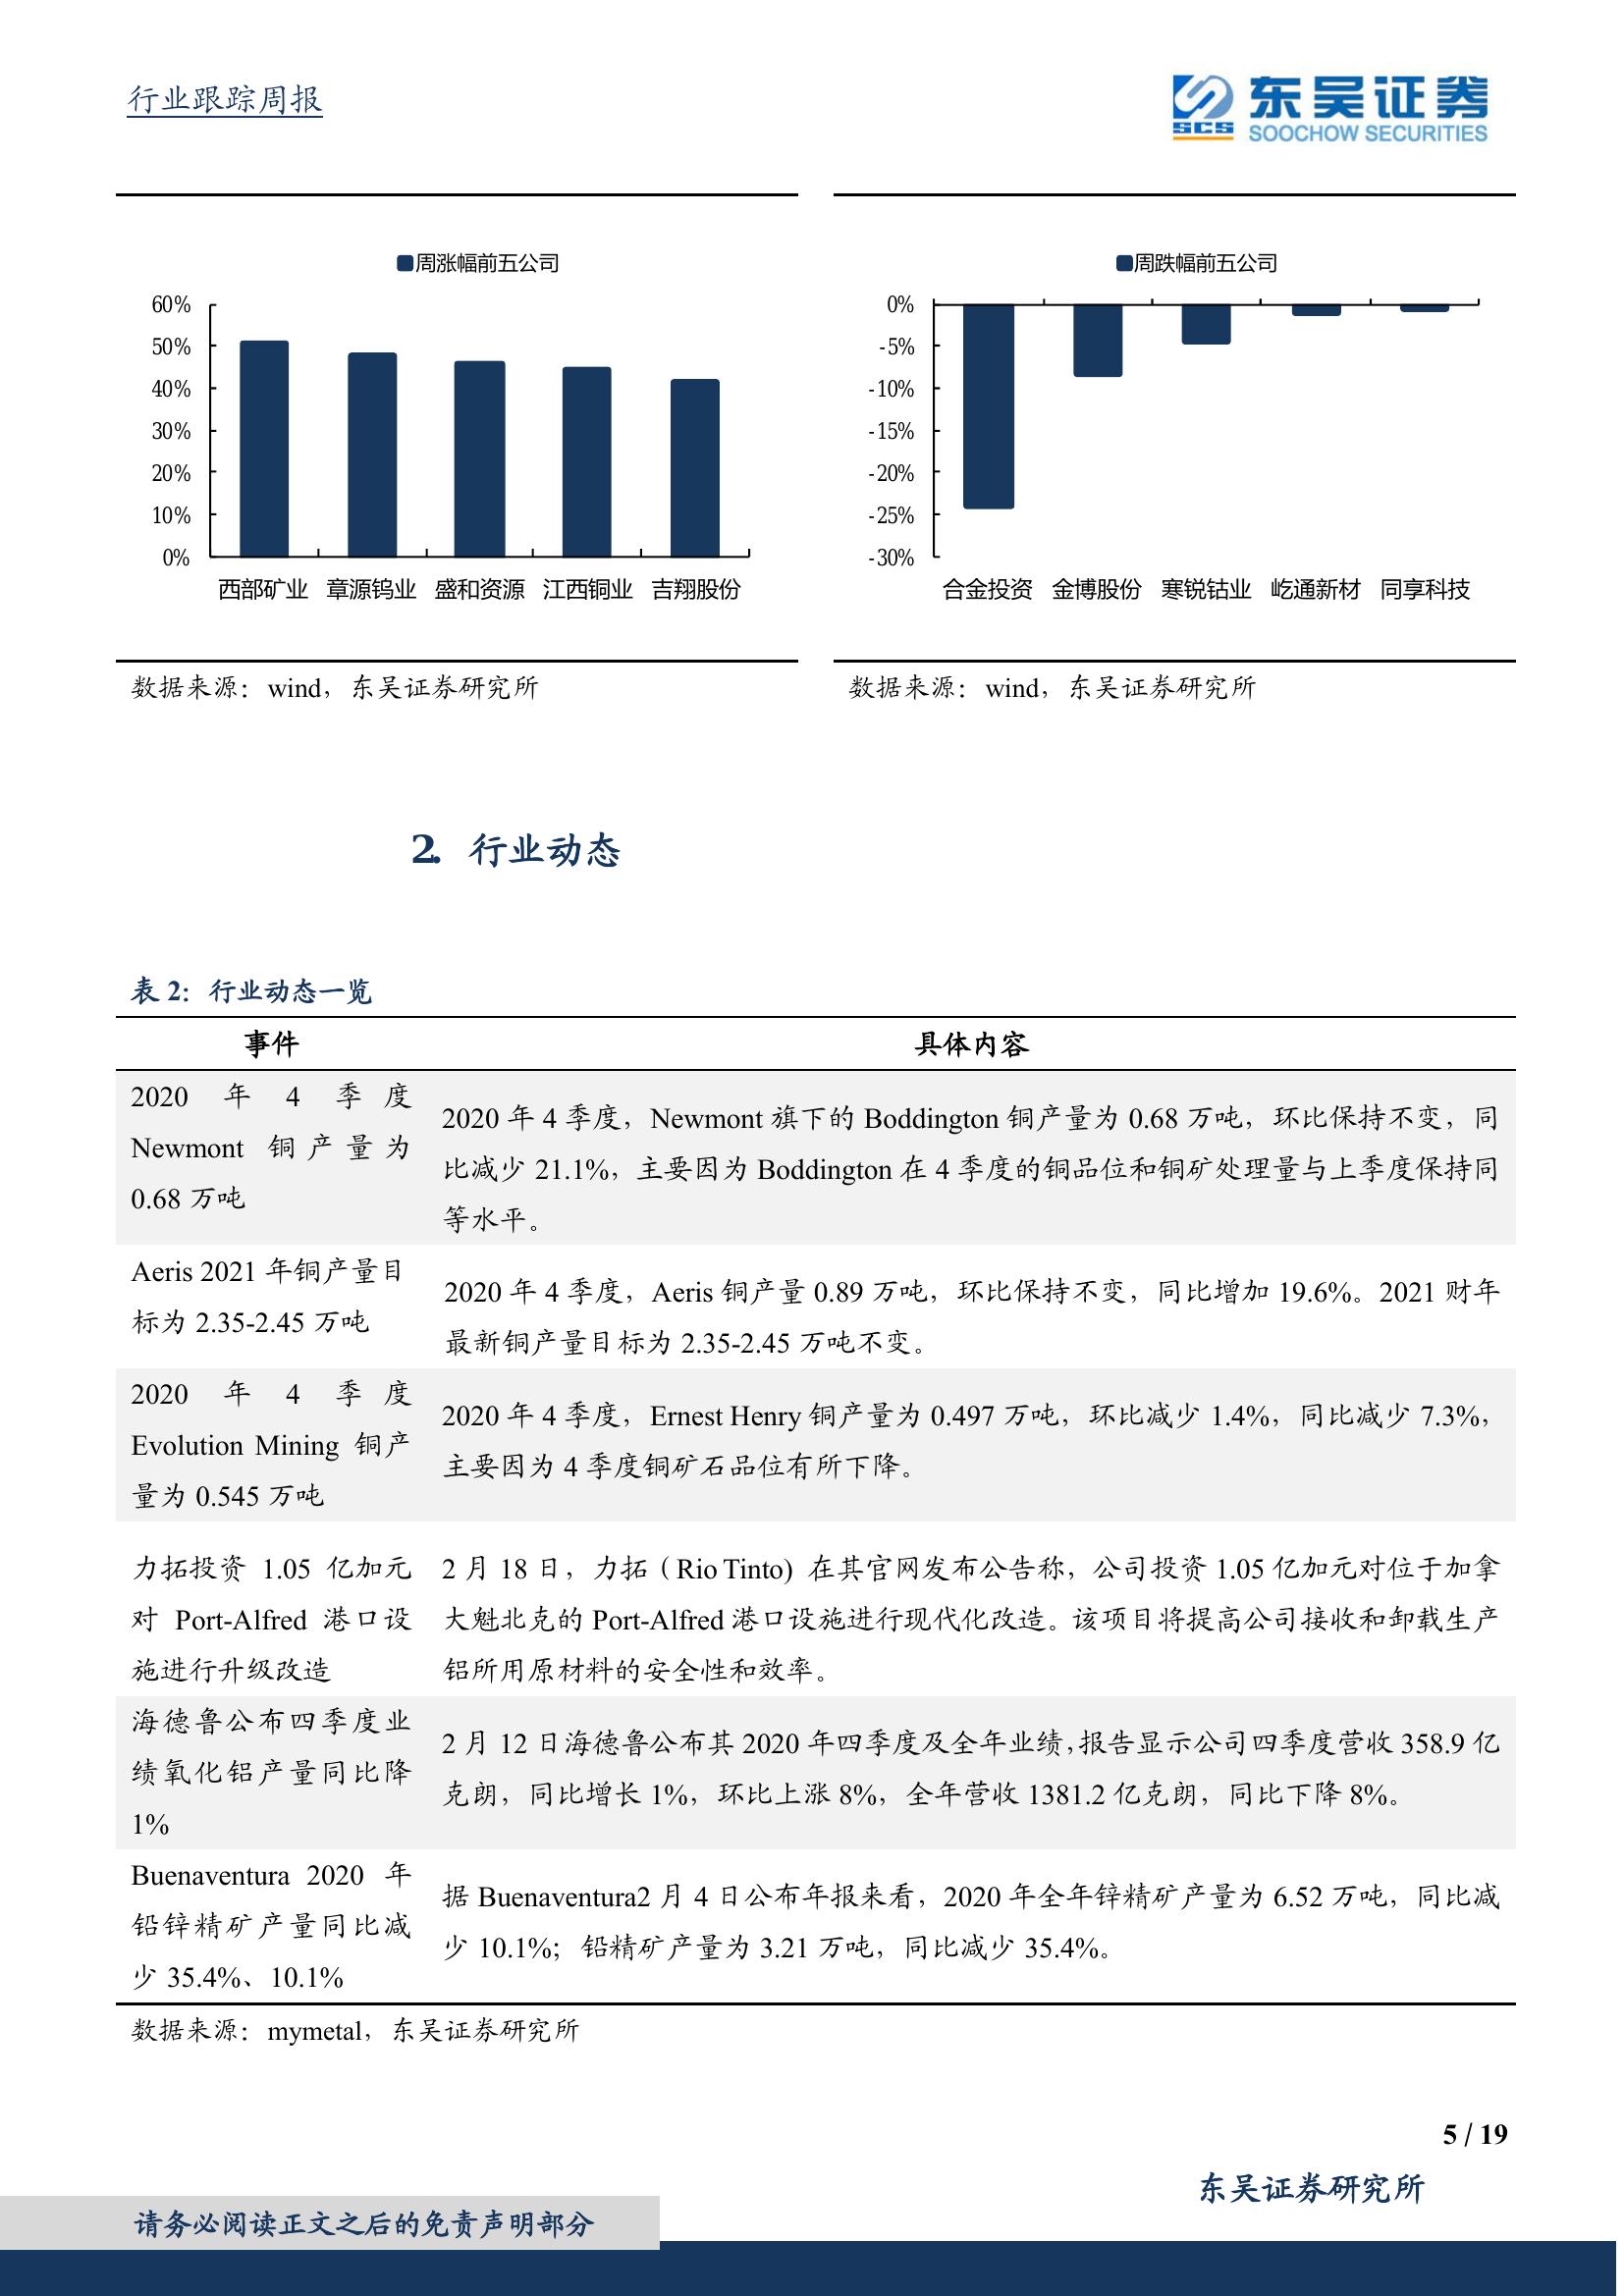 行业跟踪周报
SCS
东吴证券
SOOCHOW SECURITIES
周涨幅前五公司
60%
50%
40%
30%
20%
10%
0%
西部矿业 章源钨业 盛和资源 江西铜业 吉翔股份
数据来源：wind，东吴证券研究所
周跌幅前五公司
0%
-5%
-10%
-15%
-20%
-25%
-30%
合金投资 金博股份 寒锐钴业 屹通新材 同享科技
数据来源：wind，东吴证券研究所
2. 行业动态
表 2：行业动态一览
事件
具体内容
2020 年 4 季度
Newmont 铜产量为
0.68 万吨
2020 年 4 季度，Newmont 旗下的 Boddington 铜产量为 0.68 万吨，环比保持不变，同
比减少 21.1%，主要因为 Boddington 在 4 季度的铜品位和铜矿处理量与上季度保持同
等水平。
Aeris 2021 年铜产量目
标为 2.35-2.45 万吨
2020 年 4 季度，Aeris 铜产量 0.89 万吨，环比保持不变，同比增加 19.6%。2021 财年
最新铜产量目标为 2.35-2.45 万吨不变。
2020 年 4 季度
Evolution Mining 铜产
量为 0.545 万吨
2020 年 4 季度，Ernest Henry 铜产量为 0.497 万吨，环比减少 1.4%，同比减少 7.3%，
主要因为 4 季度铜矿石品位有所下降。
力拓投资 1.05 亿加元
对 Port-Alfred 港口设
施进行升级改造
2 月 18 日，力拓（Rio Tinto) 在其官网发布公告称，公司投资 1.05 亿加元对位于加拿
大魁北克的 Port-Alfred 港口设施进行现代化改造。该项目将提高公司接收和卸载生产
铝所用原材料的安全性和效率。
海德鲁公布四季度业
绩氧化铝产量同比降
1%
2 月 12 日海德鲁公布其 2020 年四季度及全年业绩，报告显示公司四季度营收 358.9 亿
克朗，同比增长 1%，环比上涨 8%，全年营收 1381.2 亿克朗，同比下降 8%。
Buenaventura 2020 年
铅锌精矿产量同比减
少 35.4%、10.1%
据 Buenaventura2 月 4 日公布年报来看，2020 年全年锌精矿产量为 6.52 万吨，同比减
少 10.1%；铅精矿产量为 3.21 万吨，同比减少 35.4%。
数据来源：mymetal，东吴证券研究所
5 / 19
东吴证券研究所
请务必阅读正文之后的免责声明部分